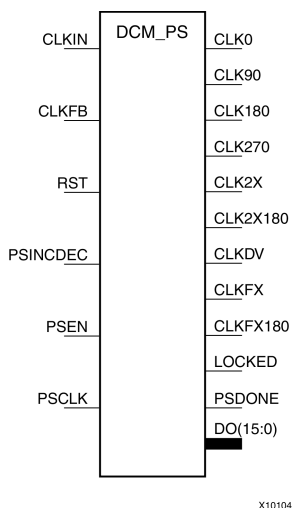 DCM_PS
CLKIN
CLK0
CLK90
CLKFB
CLK180
CLK270
RST
CLK2X
CLK2X180
PSINCDEC
CLKDV
CLKFX
PSEN
CLKFX180
LOCKED
PSCLK
PSDONE
DO(15:0)
X10104